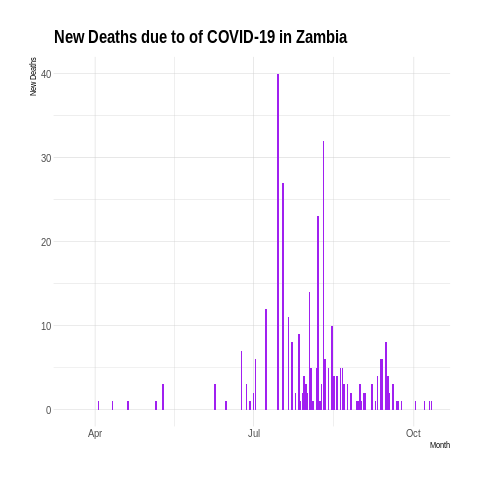 New Deaths due to of COVID-19 in Zambia
New Deaths
40
30
20
10
0
Apr
Jul
Oct
Month